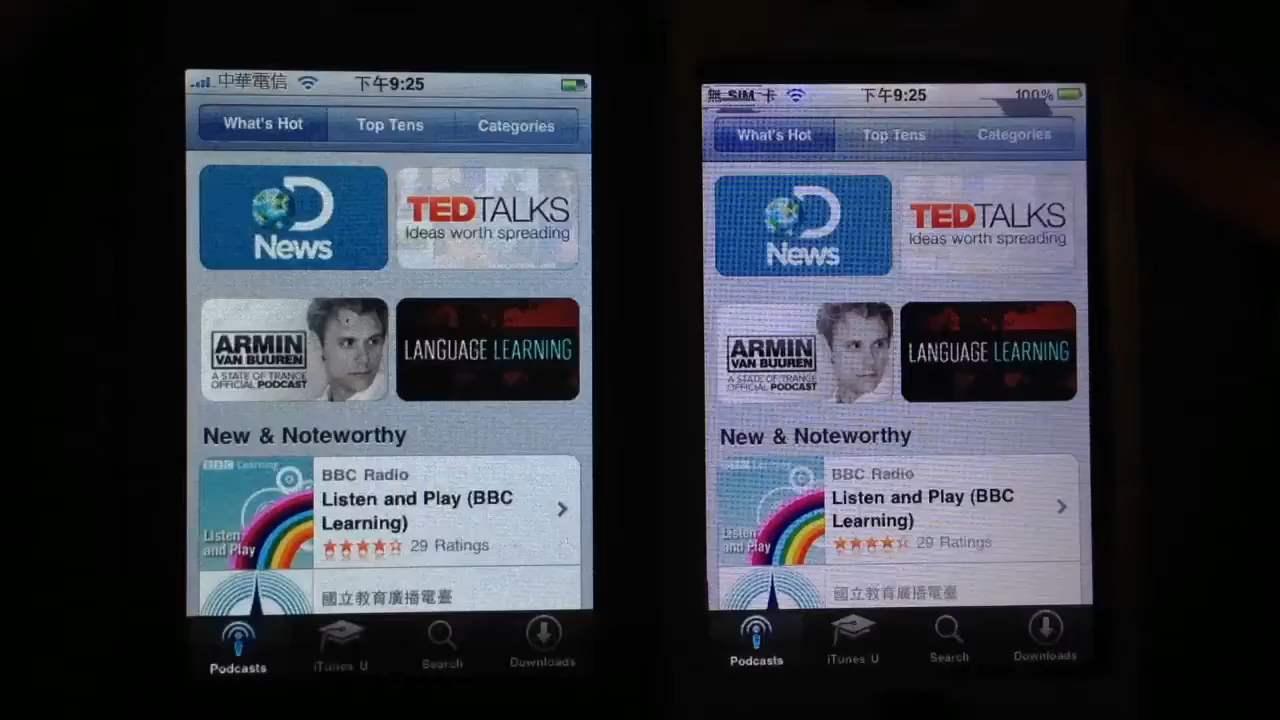 中華電信 下午9:25
What's Hot Top Tens Categories
News
TEDTALKS
Ideas worth spreading
ARMIN
VAN BUUREN
A STATE OF TRANCE
OFFICIAL PODCAST
LANGUAGE LEARNING
New & Noteworthy
BBC Learning
Listen
and Play
BBC Radio
Listen and Play (BBC
Learning)
29 Ratings
國立教育廣播電臺
Podcasts iTunes U Search Downloads
無 SIM 卡 下午9:25 100%
What's Hot Top Tens Categories
News
TEDTALKS
Ideas worth spreading
ARMIN
VAN BUUREN
A STATE OF TRANCE
OFFICIAL PODCAST
LANGUAGE LEARNING
New & Noteworthy
BBC Learning
Listen
and Play
BBC Radio
Listen and Play (BBC
Learning)
29 Ratings
國立教育廣播電臺
Podcasts iTunes U Search Downloads